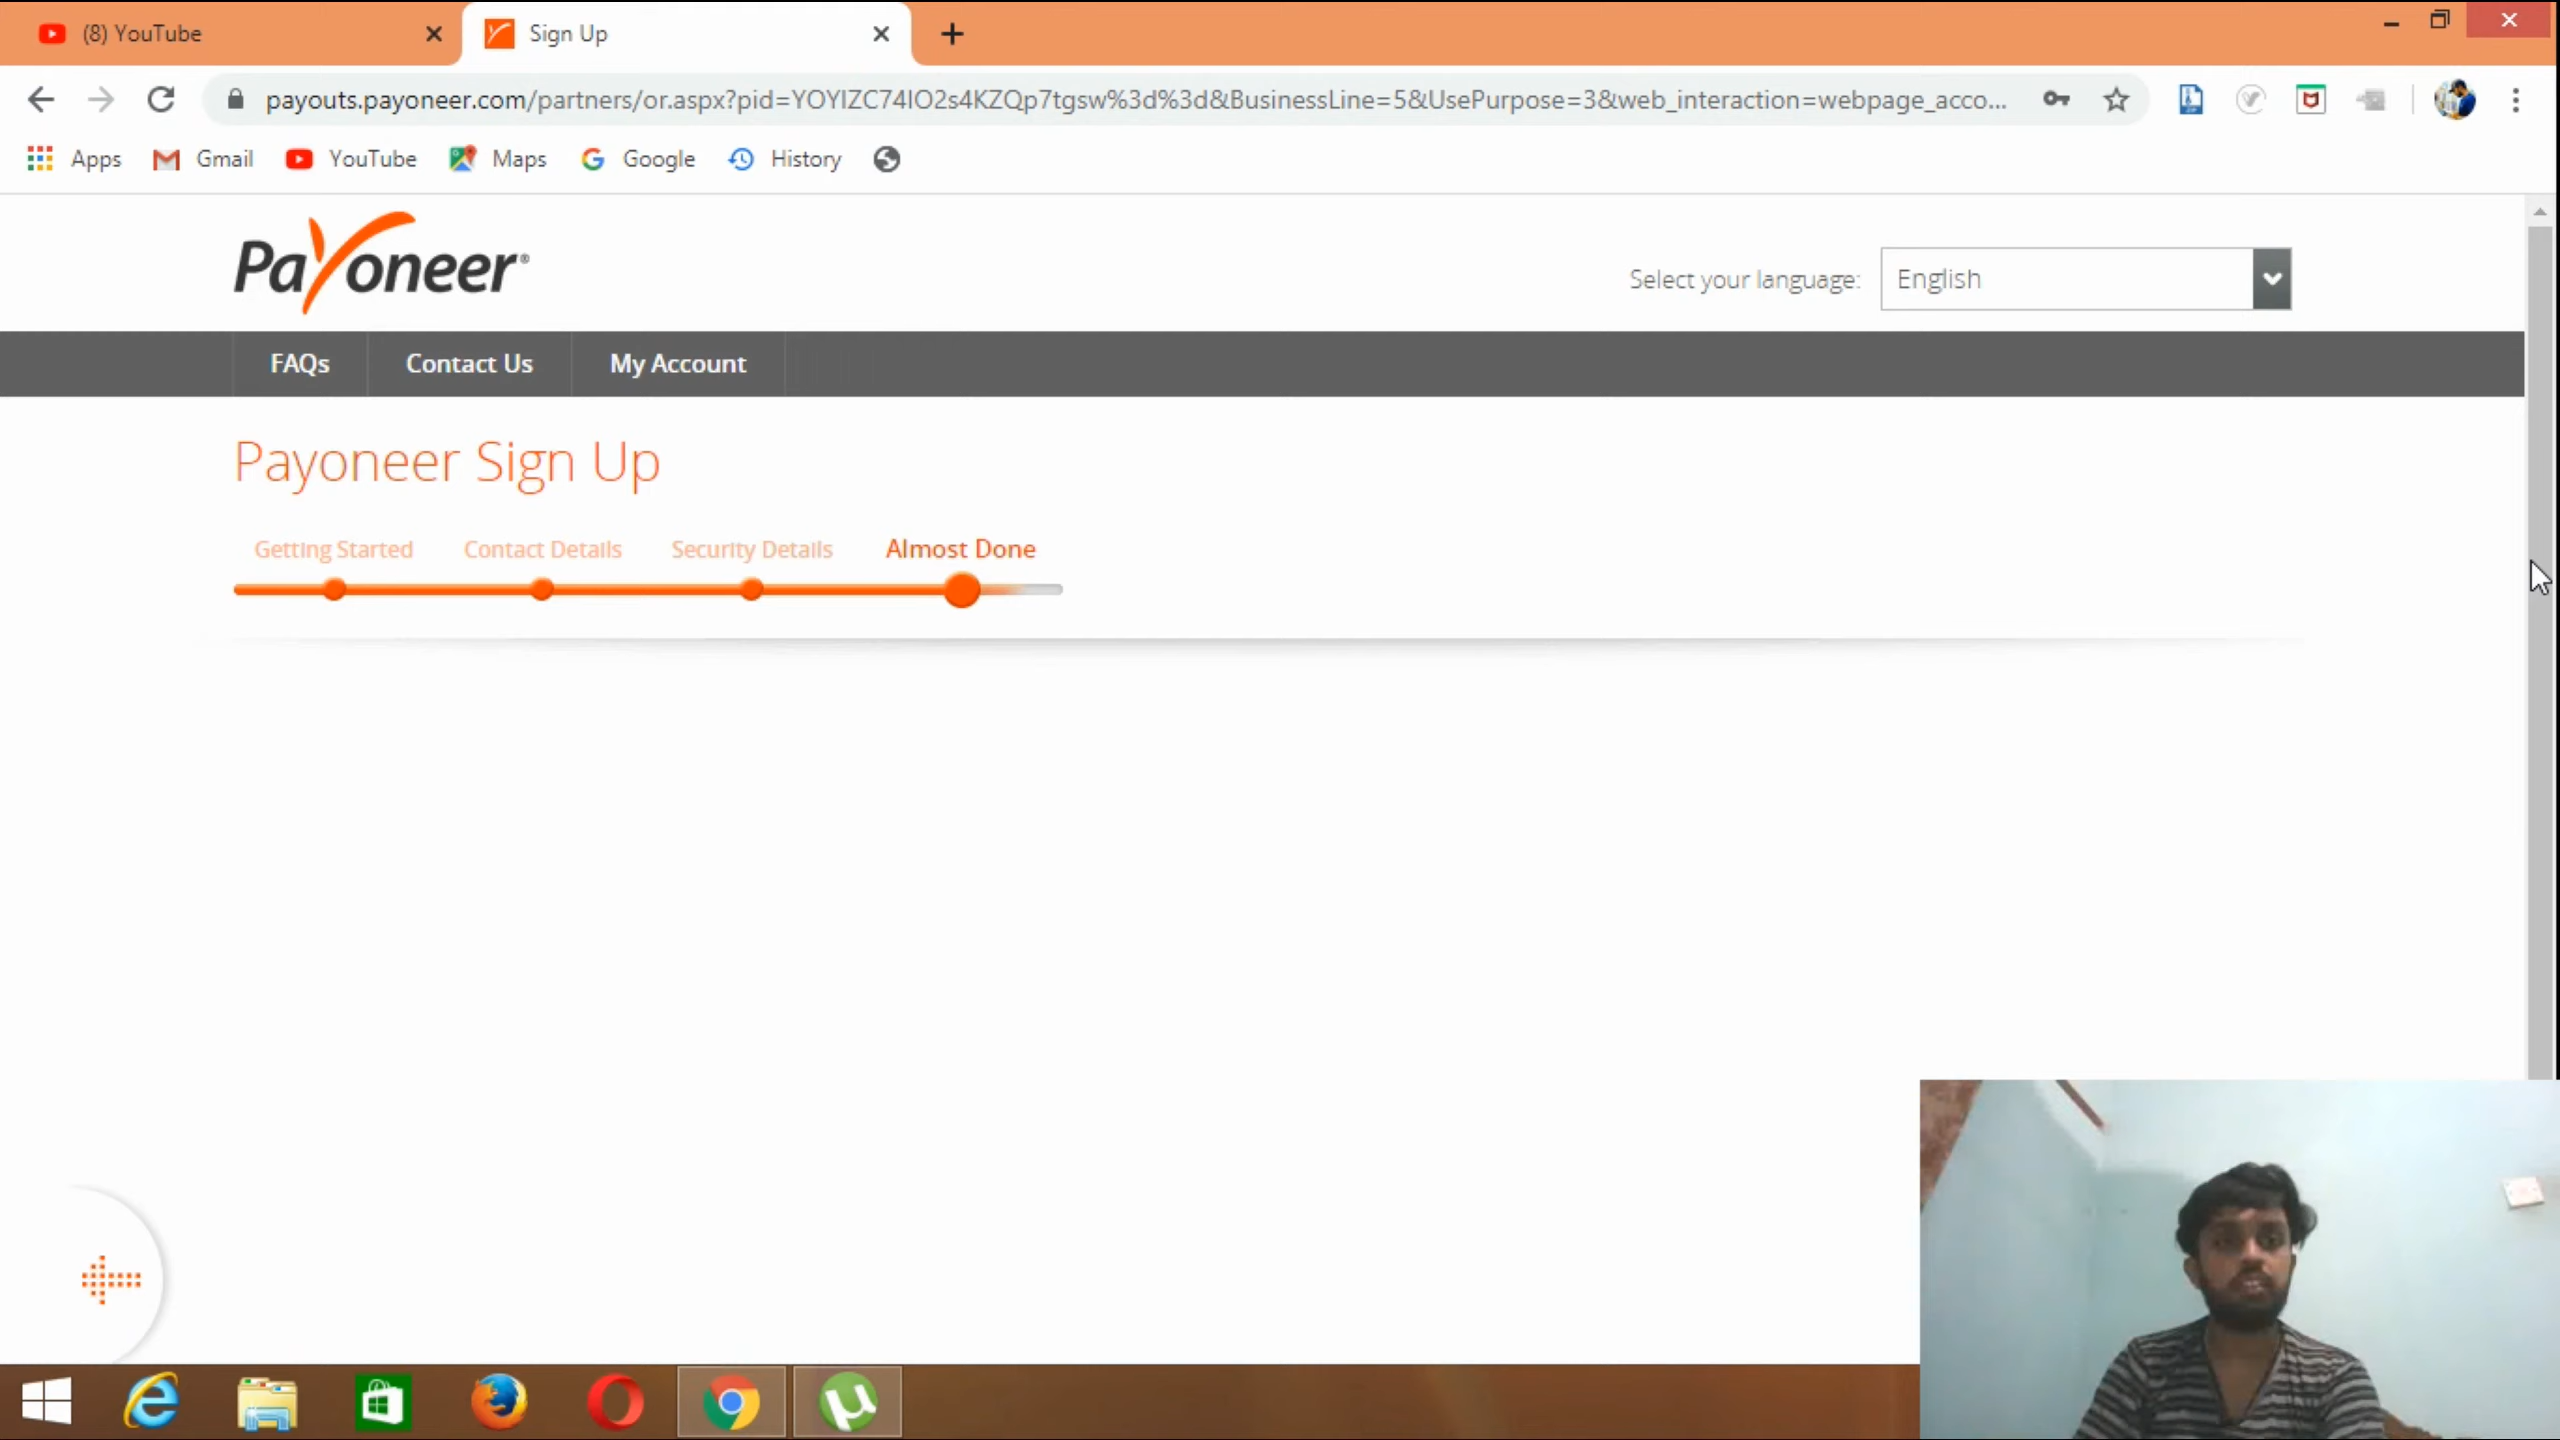 (8) YouTube
Sign Up
payouts.payoneer.com/partners/or.aspx?pid=YOYIZC74IO2s4KZQp7tgsw%3d%3d&BusinessLine=5&UsePurpose=3&web_interaction=webpage_acco...
Apps Gmail YouTube Maps Google History
Payoneer®
Select your language: English
FAQs Contact Us My Account
Payoneer Sign Up
Getting Started Contact Details Security Details Almost Done